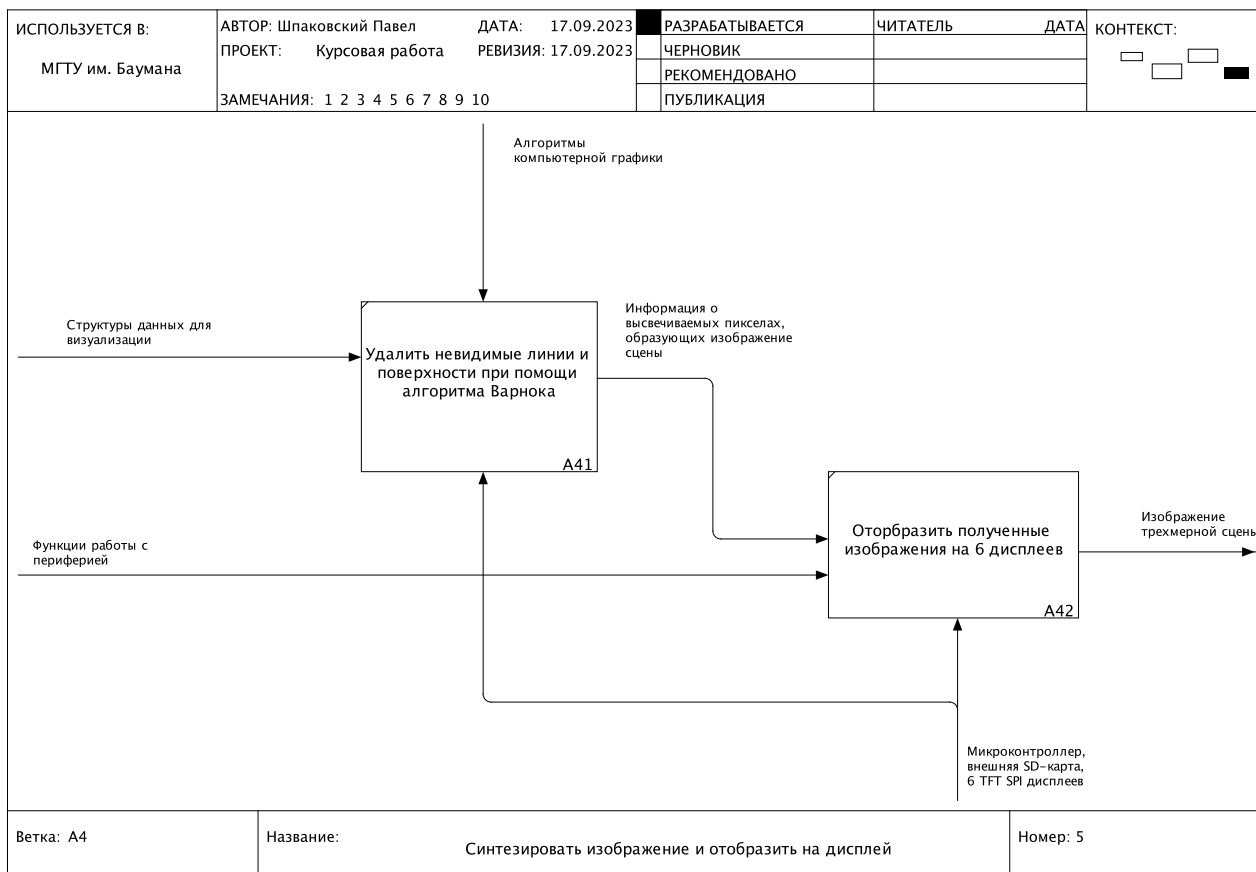 ИСПОЛЬЗУЕТСЯ В:
МГТУ им. Баумана
АВТОР: Шпаковский Павел ДАТА: 17.09.2023
ПРОЕКТ: Курсовая работа РЕВИЗИЯ: 17.09.2023
ЗАМЕЧАНИЯ: 1 2 3 4 5 6 7 8 9 10
РАЗРАБАТЫВАЕТСЯ
ЧЕРНОВИК
РЕКОМЕНДОВАНО
ПУБЛИКАЦИЯ
ЧИТАТЕЛЬ ДАТА
КОНТЕКСТ:
Алгоритмы
компьютерной графики
Структуры данных для
визуализации
Удалить невидимые линии и
поверхности при помощи
алгоритма Варнока
A41
Информация о
высвечиваемых пикселах,
образующих изображение
сцены
Функции работы с
периферией
Оторбразить полученные
изображения на 6 дисплеев
A42
Изображение
трехмерной сцены
Микроконтроллер,
внешняя SD-карта,
6 TFT SPI дисплеев
Ветка: A4
Название:
Синтезировать изображение и отобразить на дисплей
Номер: 5